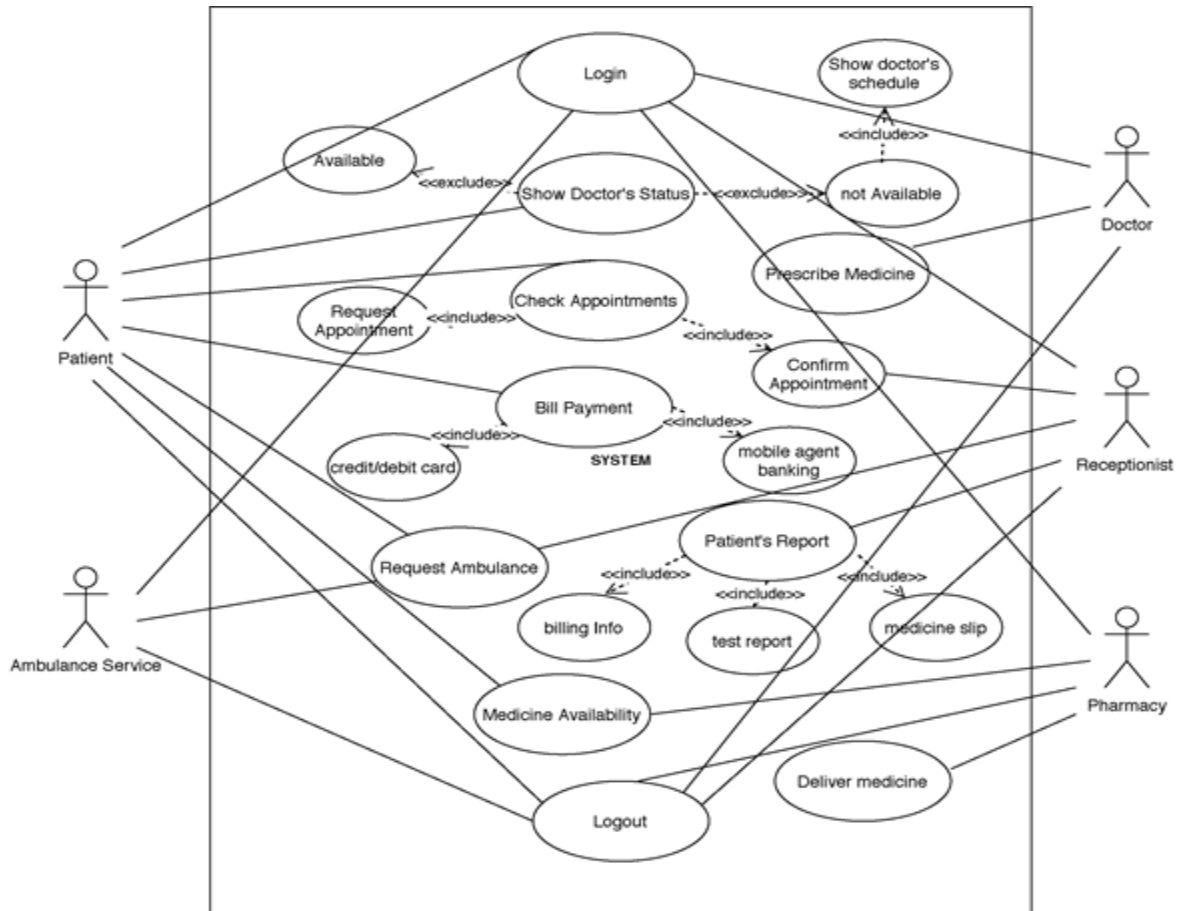 Login
Show doctor's
schedule
<<include>>
Available
<<exclude>>
Show Doctor's Status
<<exclude>>
not Available
Doctor
Prescribe Medicine
Request
Appointment
<<include>>
Check Appointments
<<include>>
Confirm
Appointment
Patient
Bill Payment
<<include>>
<<include>>
SYSTEM
credit/debit card
mobile agent
banking
Receptionist
Patient's Report
Request Ambulance
<<include>>
<<include>>
<<include>>
billing Info
test report
medicine slip
Ambulance Service
Medicine Availability
Pharmacy
Deliver medicine
Logout